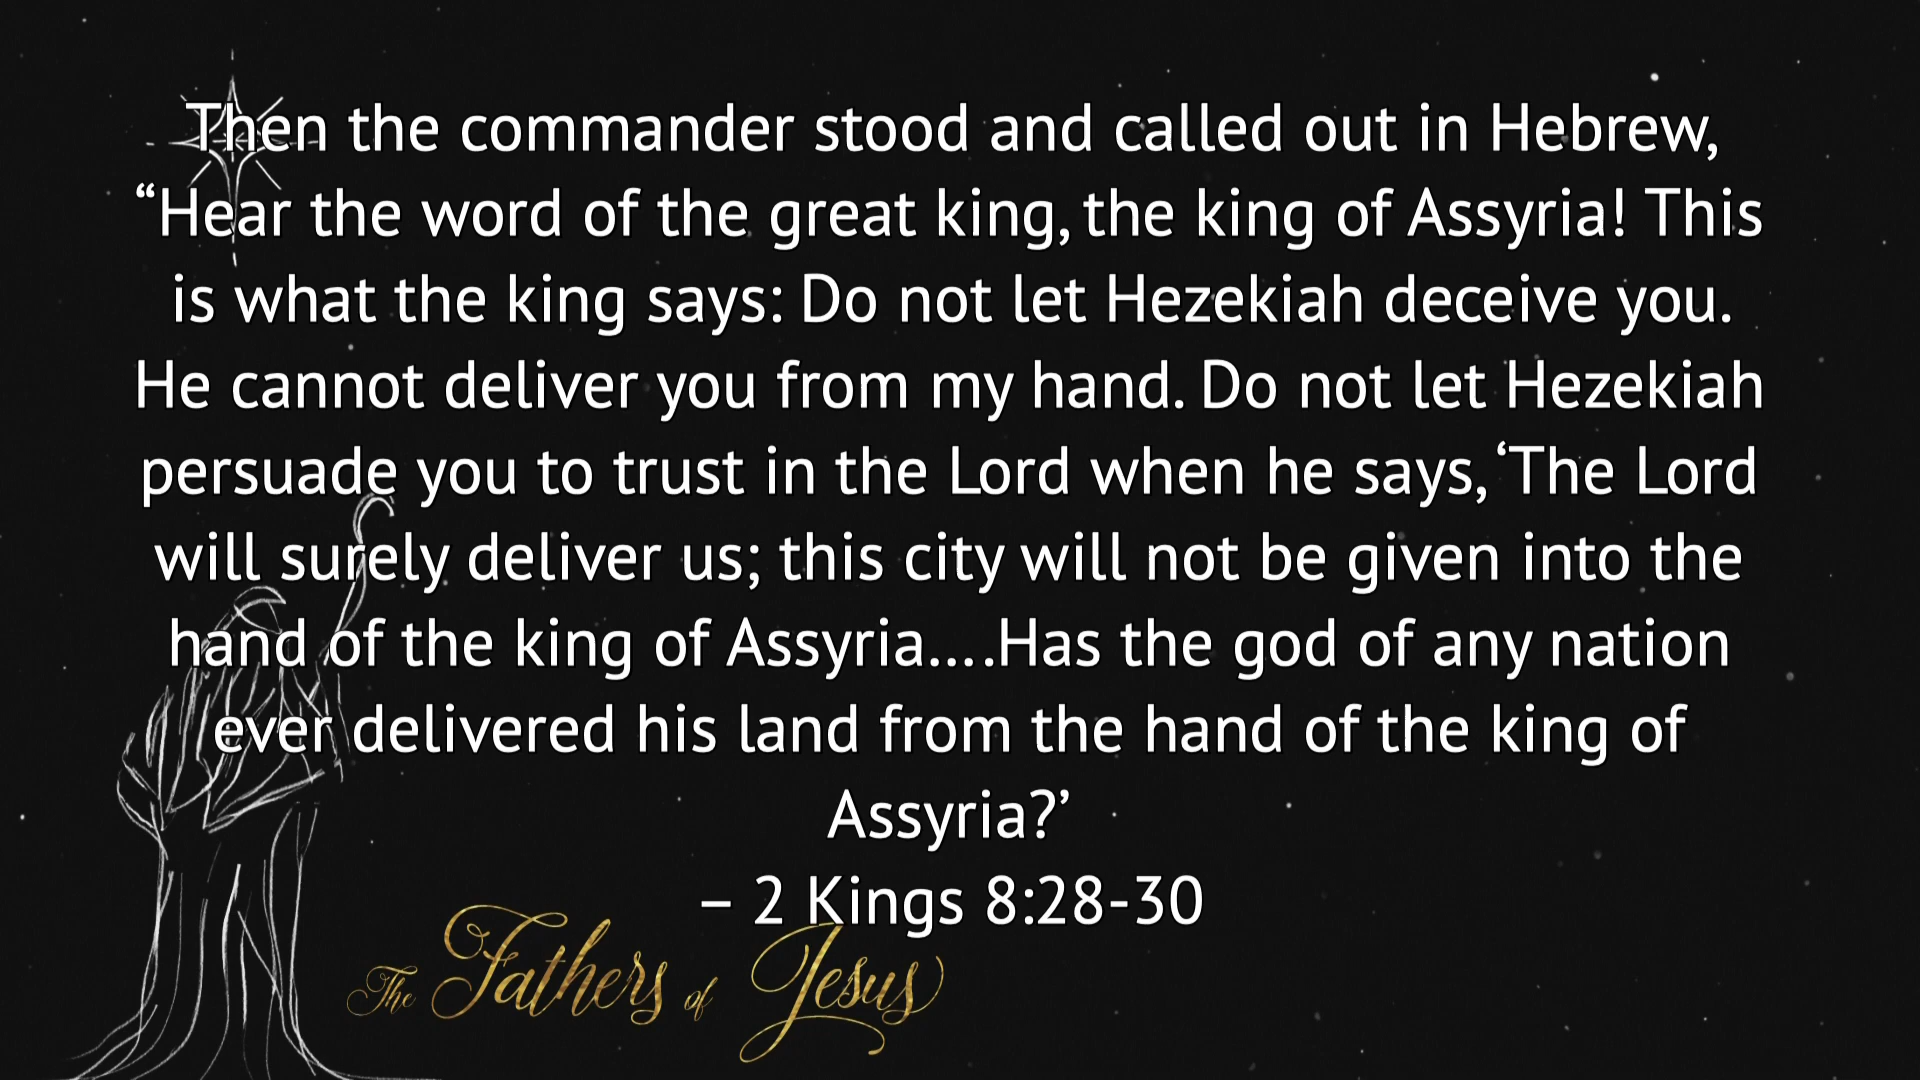 Then the commander stood and called out in Hebrew,
“Hear the word of the great king, the king of Assyria! This
is what the king says: Do not let Hezekiah deceive you.
He cannot deliver you from my hand. Do not let Hezekiah
persuade you to trust in the Lord when he says, ‘The Lord
will surely deliver us; this city will not be given into the
hand of the king of Assyria….Has the god of any nation
ever delivered his land from the hand of the king of
Assyria?’
– 2 Kings 8:28-30
The Fathers of Jesus